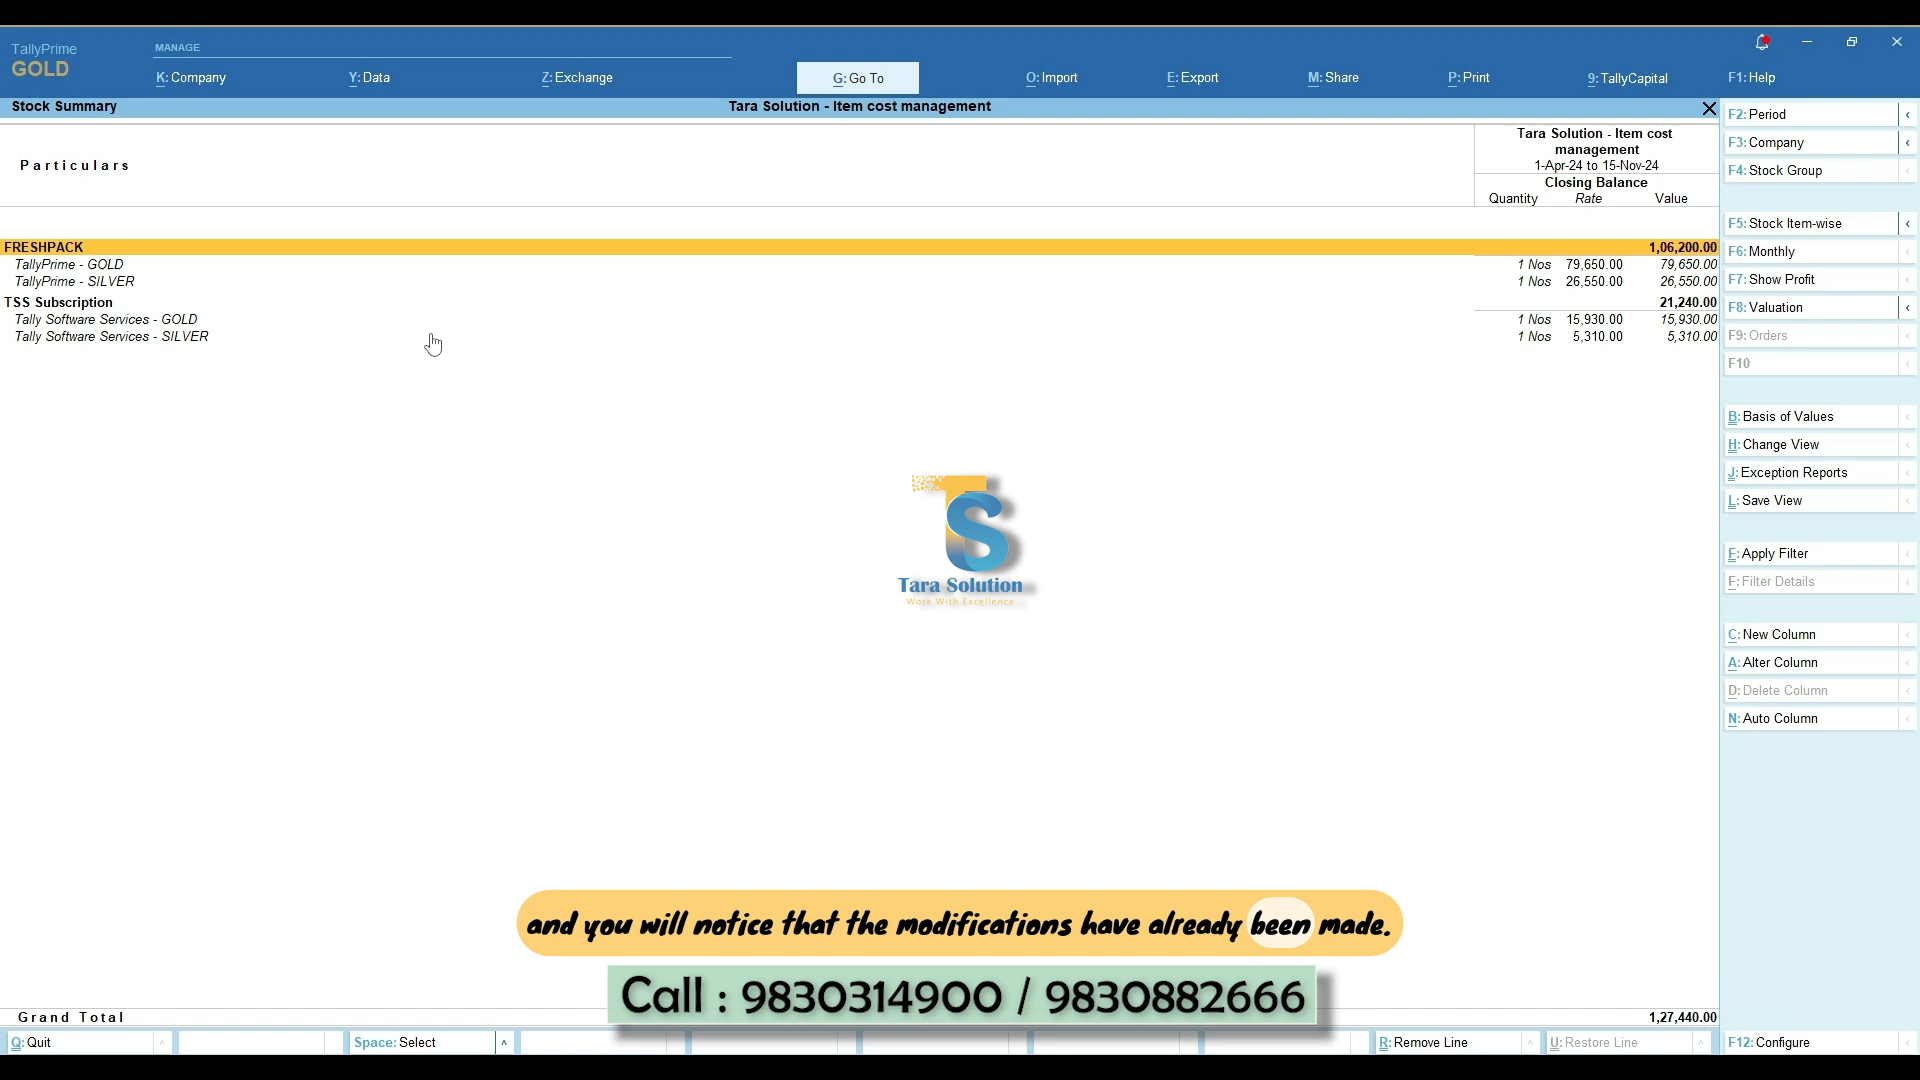 TallyPrime
GOLD
MANAGE
K: Company
Y: Data
Z: Exchange
G: Go To
O: Import
E: Export
M: Share
P: Print
9: TallyCapital
F1: Help
Stock Summary
Tara Solution - Item cost management
Particulars
Tara Solution - Item cost
management
1-Apr-24 to 15-Nov-24
Closing Balance
Quantity Rate Value
FRESHPACK 1,06,200.00
TallyPrime - GOLD 1 Nos 79,650.00 79,650.00
TallyPrime - SILVER 1 Nos 26,550.00 26,550.00
TSS Subscription 21,240.00
Tally Software Services - GOLD 1 Nos 15,930.00 15,930.00
Tally Software Services - SILVER 1 Nos 5,310.00 5,310.00
F2: Period
F3: Company
F4: Stock Group
F5: Stock Item-wise
F6: Monthly
F7: Show Profit
F8: Valuation
F9: Orders
F10
B: Basis of Values
H: Change View
J: Exception Reports
L: Save View
F: Apply Filter
F: Filter Details
C: New Column
A: Alter Column
D: Delete Column
N: Auto Column
TS
Tara Solution
Work With Excellence...
and you will notice that the modifications have already been made.
Call : 9830314900 / 9830882666
Grand Total 1,27,440.00
Q: Quit
Space: Select
R: Remove Line
U: Restore Line
F12: Configure